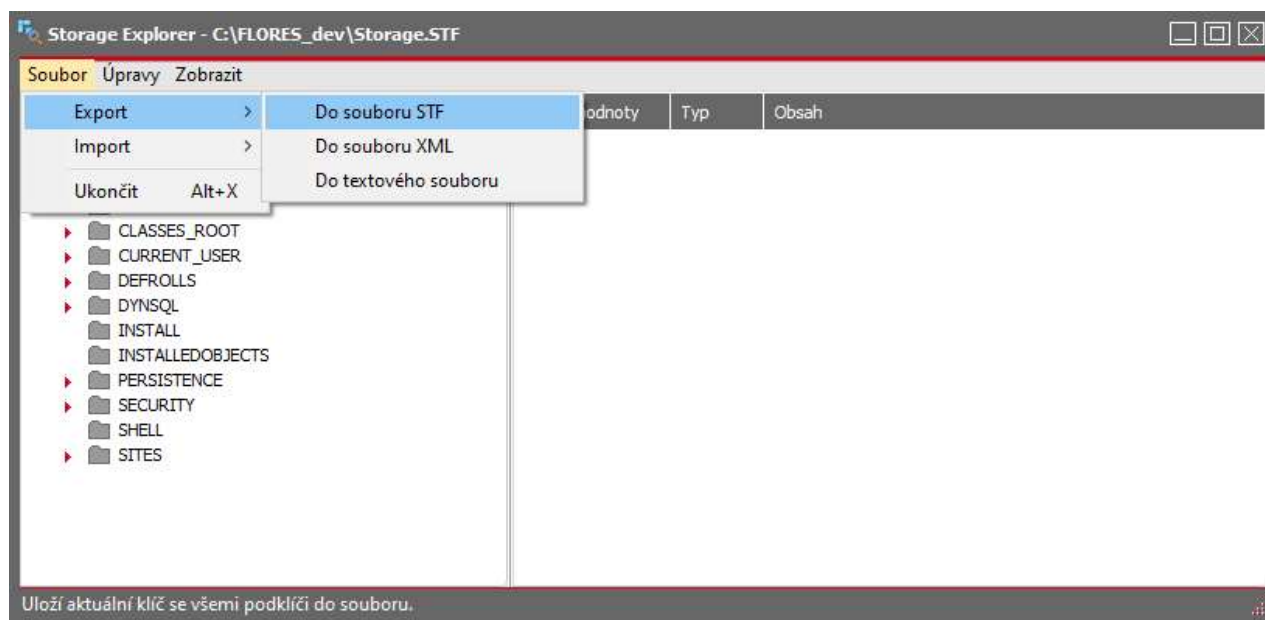 Storage Explorer - C:\FLORES_dev\Storage.STF
Soubor Úpravy Zobrazit
Export > Do souboru STF odnoty Typ Obsah
Import > Do souboru XML
Ukončit Alt+X Do textového souboru
CLASSES_ROOT
CURRENT_USER
DEFROLLS
DYNSQL
INSTALL
INSTALLEDOBJECTS
PERSISTENCE
SECURITY
SHELL
SITES
Uloží aktuální klíč se všemi podklíči do souboru.